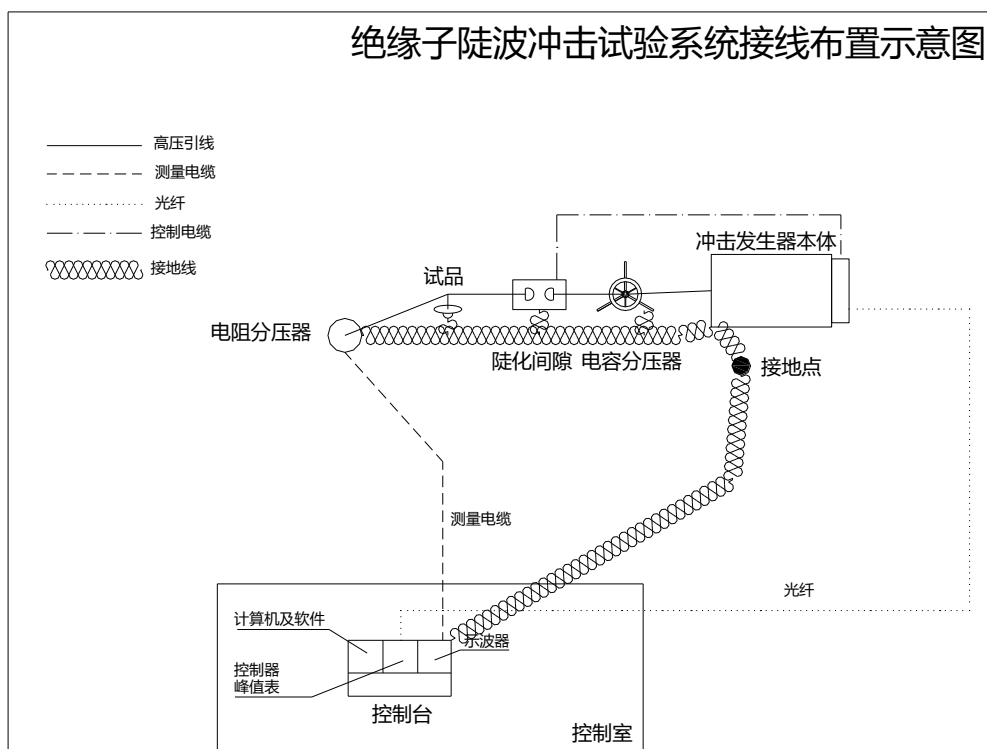 绝缘子陡波冲击试验系统接线布置示意图
高压引线
测量电缆
光纤
控制电缆
接地线
冲击发生器本体
试品
电阻分压器
陡化间隙 电容分压器
接地点
测量电缆
光纤
计算机及软件
示波器
控制器
峰值表
控制台
控制室